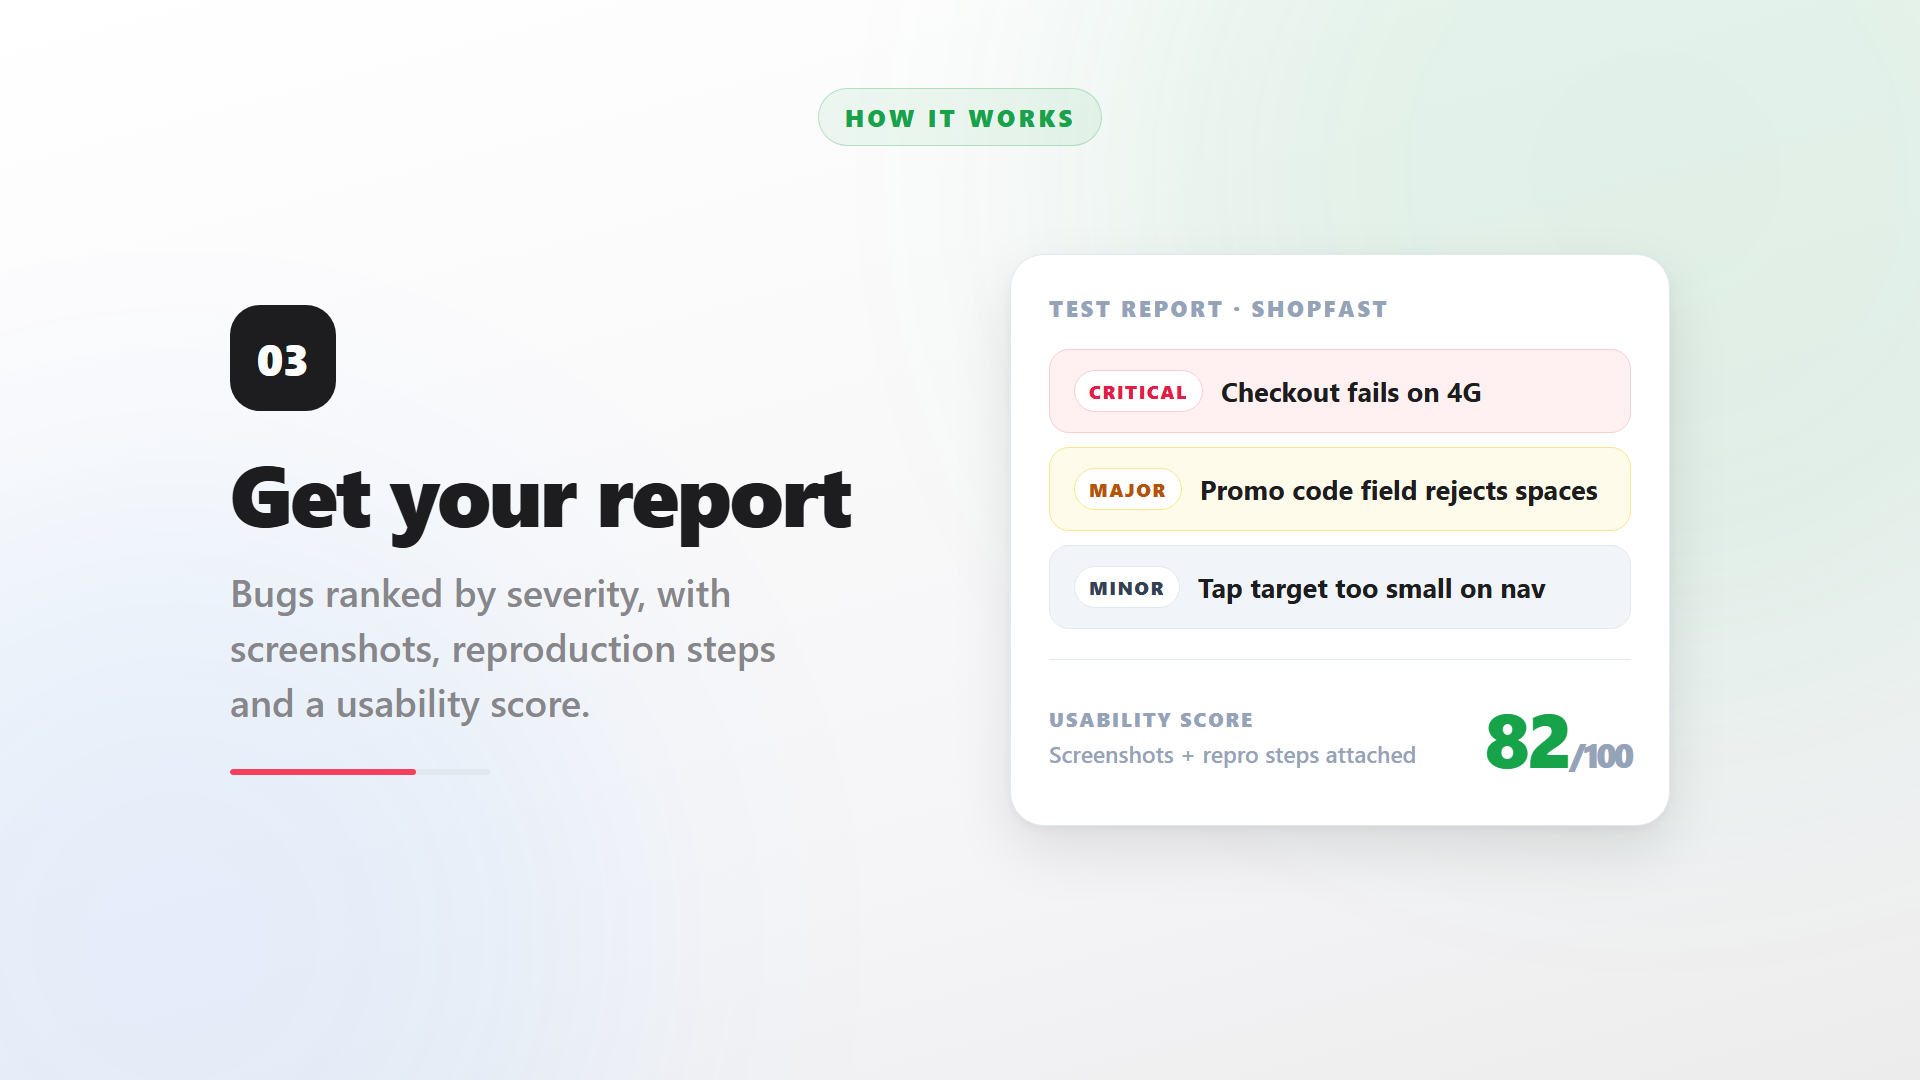 HOW IT WORKS
03
Get your report
Bugs ranked by severity, with
screenshots, reproduction steps
and a usability score.
TEST REPORT · SHOPFAST
CRITICAL Checkout fails on 4G
MAJOR Promo code field rejects spaces
MINOR Tap target too small on nav
USABILITY SCORE
Screenshots + repro steps attached
82/100